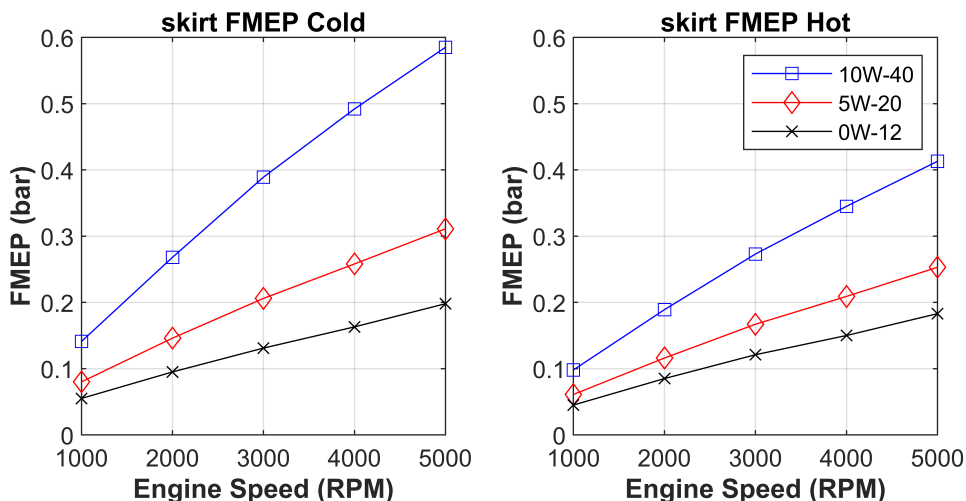 skirt FMEP Cold
FMEP (bar)
0.6
0.5
0.4
0.3
0.2
0.1
0
1000 2000 3000 4000 5000
Engine Speed (RPM)
skirt FMEP Hot
FMEP (bar)
0.6
0.5
0.4
0.3
0.2
0.1
0
1000 2000 3000 4000 5000
Engine Speed (RPM)
10W-40
5W-20
0W-12